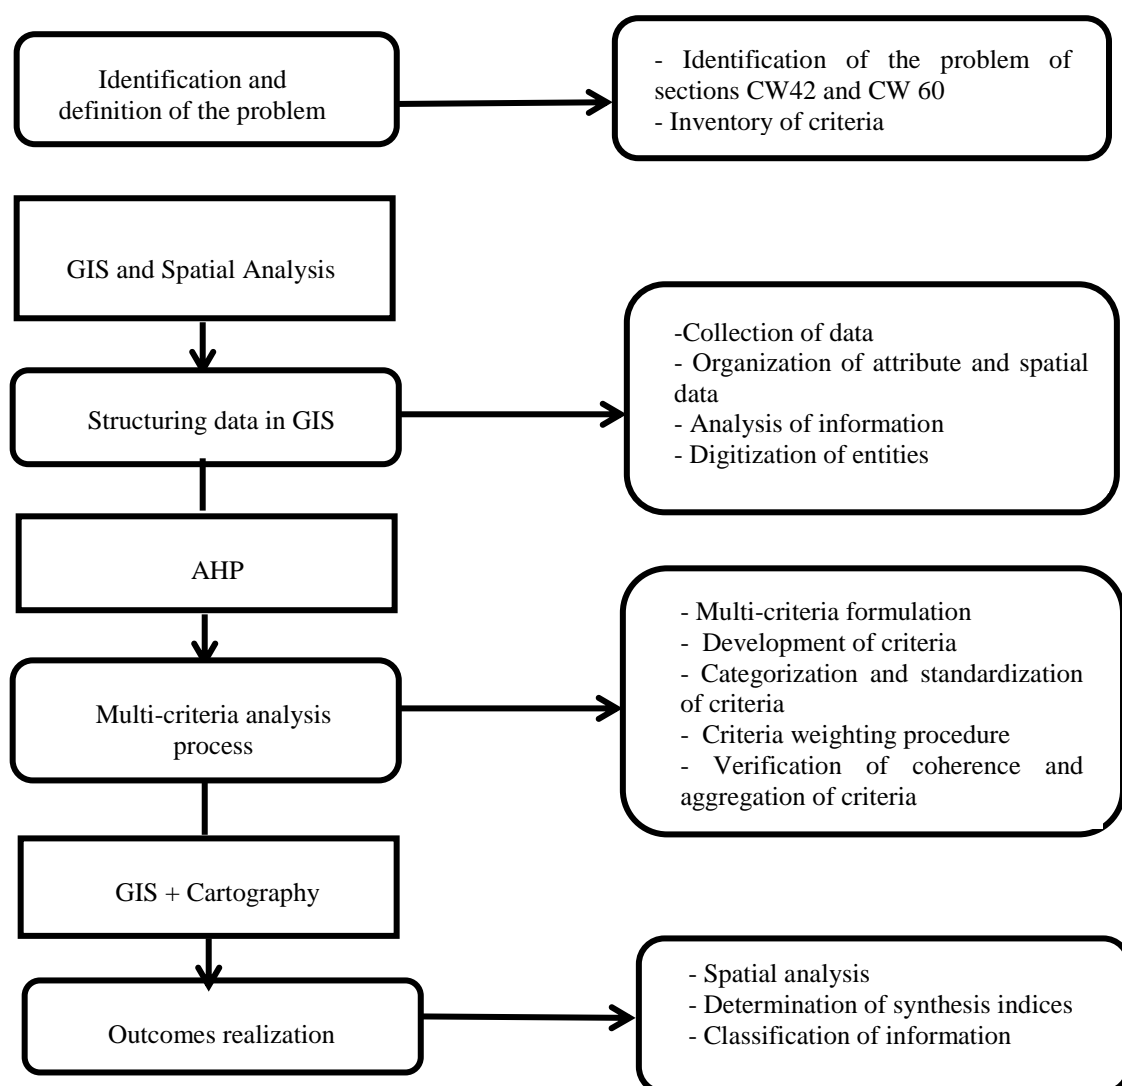 Identification and
definition of the problem
- Identification of the problem of
sections CW42 and CW 60
- Inventory of criteria
GIS and Spatial Analysis
Structuring data in GIS
-Collection of data
- Organization of attribute and spatial
data
- Analysis of information
- Digitization of entities
AHP
Multi-criteria analysis
process
- Multi-criteria formulation
- Development of criteria
- Categorization and standardization
of criteria
- Criteria weighting procedure
- Verification of coherence and
aggregation of criteria
GIS + Cartography
Outcomes realization
- Spatial analysis
- Determination of synthesis indices
- Classification of information